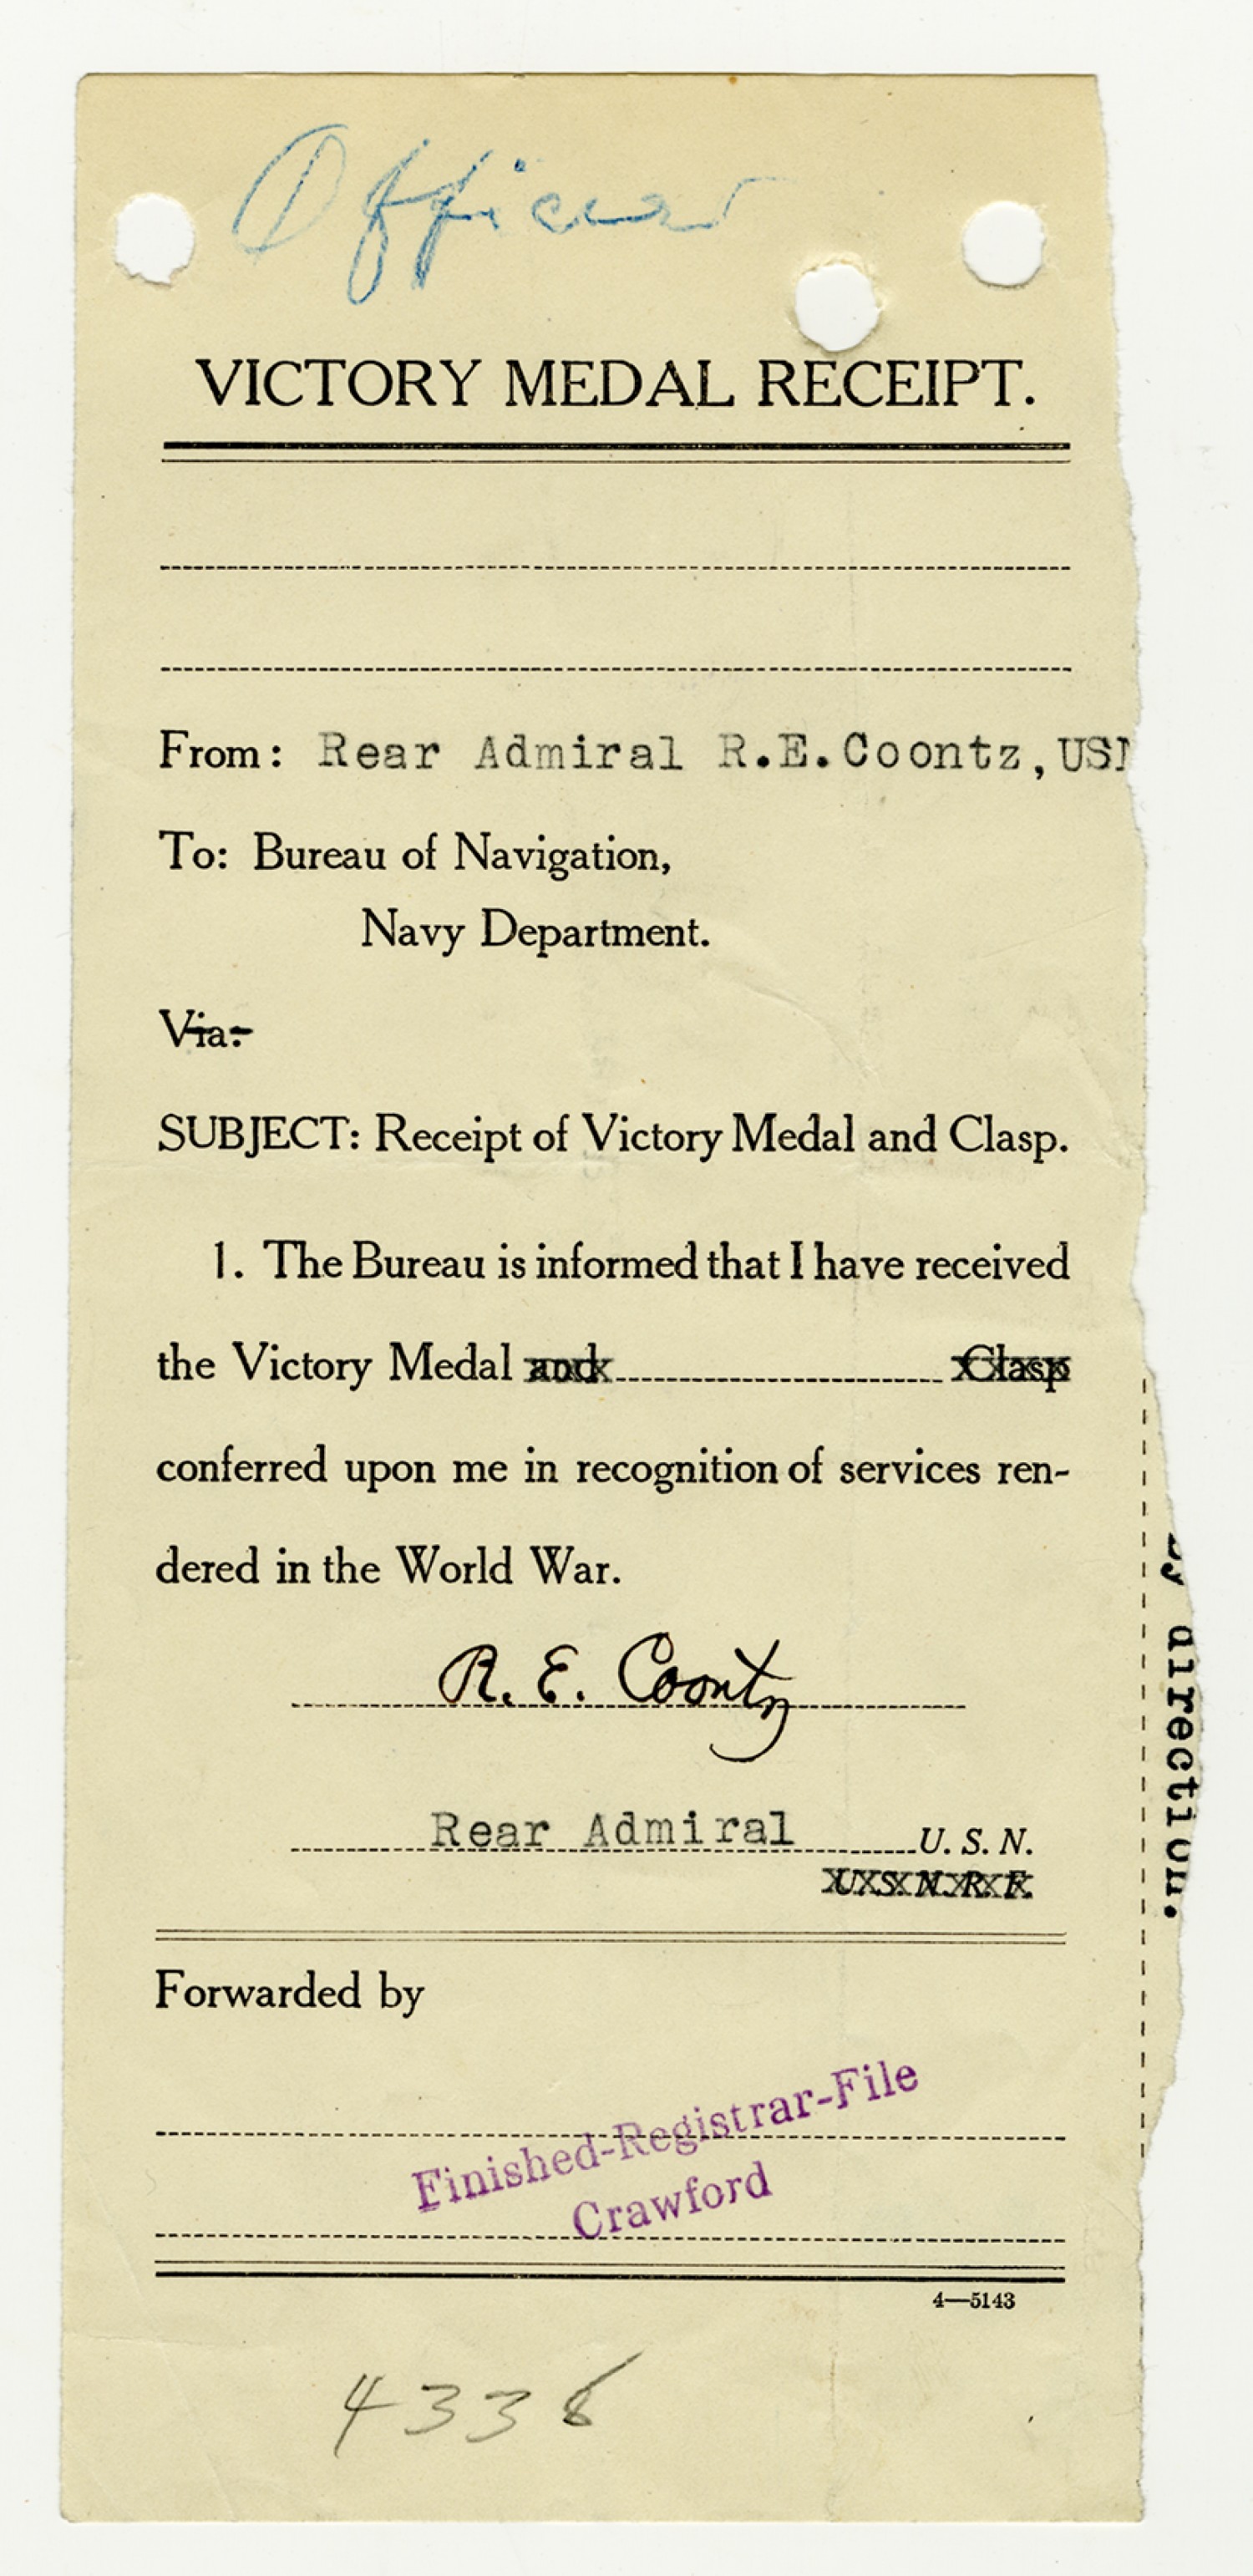 Officer
VICTORY MEDAL RECEIPT.
From: Rear Admiral R.E.Coontz, USN
To: Bureau of Navigation,
Navy Department.
Via:
SUBJECT: Receipt of Victory Medal and Clasp.
1. The Bureau is informed that I have received
the Victory Medal and Clasp
conferred upon me in recognition of services ren-
dered in the World War.
R. E. Coontz
Rear Admiral U. S. N.
U. S. N. R. F.
Forwarded by
Finished-Registrar-File
Crawford
4—5143
4338
By direction.